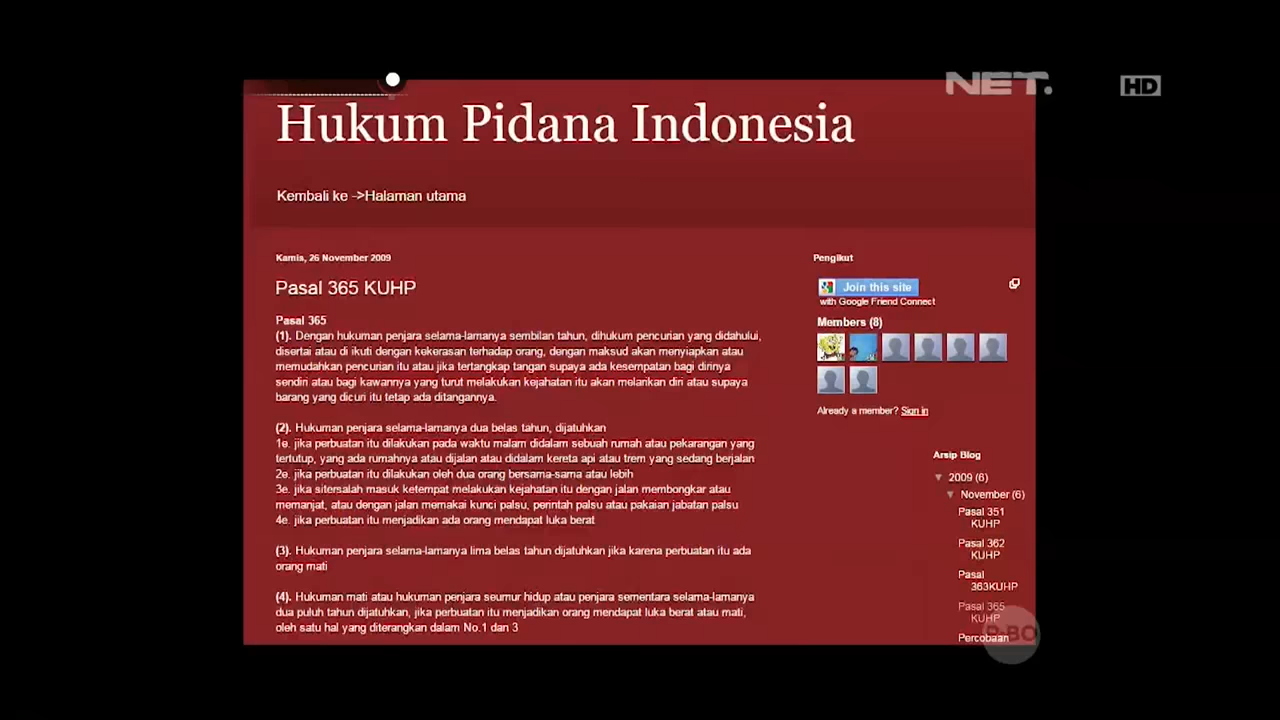 NET.
HD
Hukum Pidana Indonesia
Kembali ke ->Halaman utama
Kamis, 26 November 2009
Pasal 365 KUHP
Pasal 365
(1). Dengan hukuman penjara selama-lamanya sembilan tahun, dihukum pencurian yang didahului,
disertai atau di ikuti dengan kekerasan terhadap orang, dengan maksud akan menyiapkan atau
memudahkan pencurian itu atau jika tertangkap tangan supaya ada kesempatan bagi dirinya
sendiri atau bagi kawannya yang turut melakukan kejahatan itu akan melarikan diri atau supaya
barang yang dicuri itu tetap ada ditangannya.
(2). Hukuman penjara selama-lamanya dua belas tahun, dijatuhkan
1e. jika perbuatan itu dilakukan pada waktu malam didalam sebuah rumah atau pekarangan yang
tertutup, yang ada rumahnya atau dijalan atau didalam kereta api atau trem yang sedang berjalan
2e. jika perbuatan itu dilakukan oleh dua orang bersama-sama atau lebih
3e. jika sitersalah masuk ketempat melakukan kejahatan itu dengan jalan membongkar atau
memanjat, atau dengan jalan memakai kunci palsu, perintah palsu atau pakaian jabatan palsu
4e. jika perbuatan itu menjadikan ada orang mendapat luka berat
(3). Hukuman penjara selama-lamanya lima belas tahun dijatuhkan jika karena perbuatan itu ada
orang mati
(4). Hukuman mati atau hukuman penjara seumur hidup atau penjara sementara selama-lamanya
dua puluh tahun dijatuhkan, jika perbuatan itu menjadikan orang mendapat luka berat atau mati,
oleh satu hal yang diterangkan dalam No.1 dan 3
Pengikut
Join this site
with Google Friend Connect
Members (8)
Already a member? Sign in
Arsip Blog
2009 (6)
November (6)
Pasal 351
KUHP
Pasal 362
KUHP
Pasal
363KUHP
Pasal 365
KUHP
Percobaan